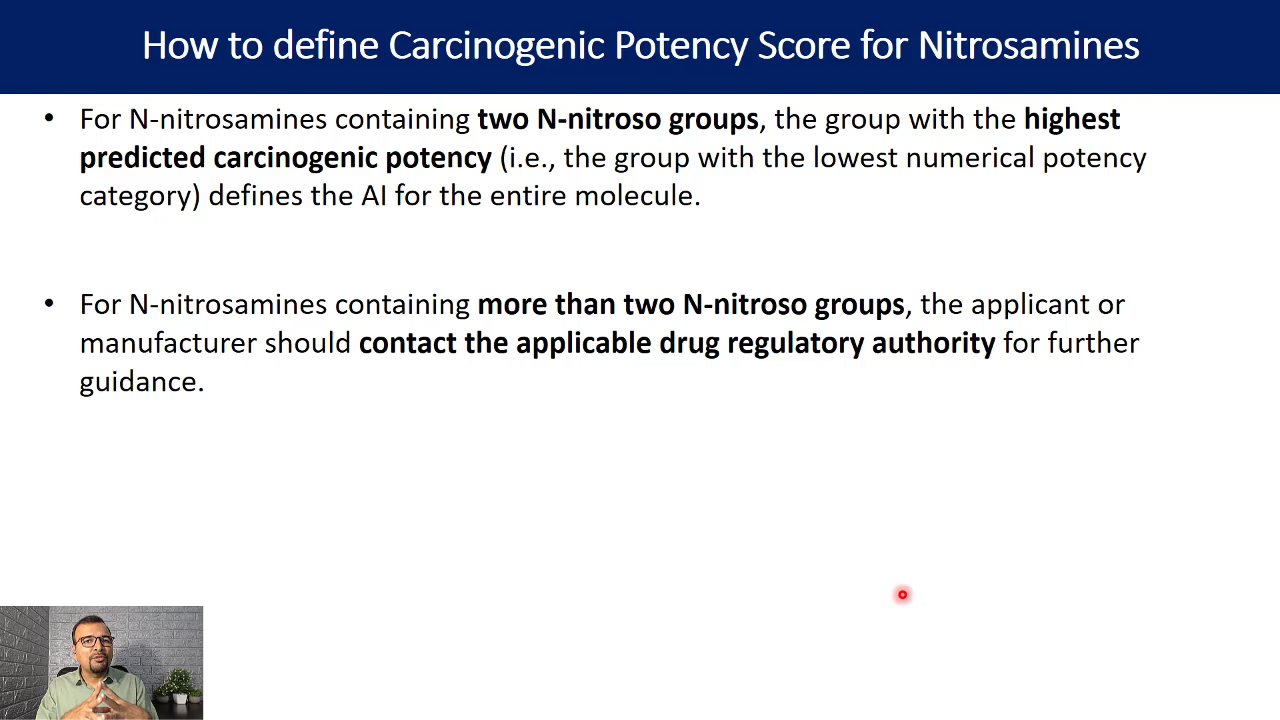 How to define Carcinogenic Potency Score for Nitrosamines
• For N-nitrosamines containing two N-nitroso groups, the group with the highest
predicted carcinogenic potency (i.e., the group with the lowest numerical potency
category) defines the AI for the entire molecule.
• For N-nitrosamines containing more than two N-nitroso groups, the applicant or
manufacturer should contact the applicable drug regulatory authority for further
guidance.